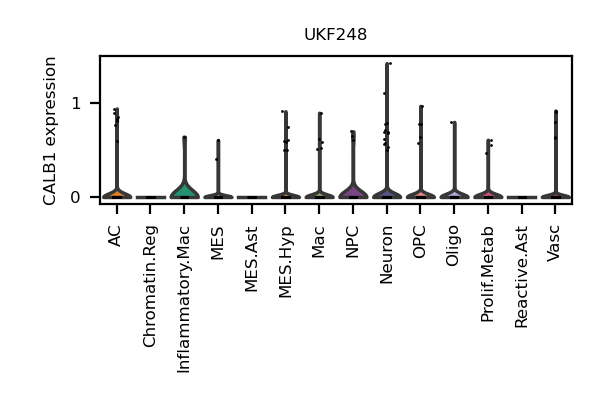 UKF248
CALB1 expression
1
0
AC
Chromatin.Reg
Inflammatory.Mac
MES
MES.Ast
MES.Hyp
Mac
NPC
Neuron
OPC
Oligo
Prolif.Metab
Reactive.Ast
Vasc